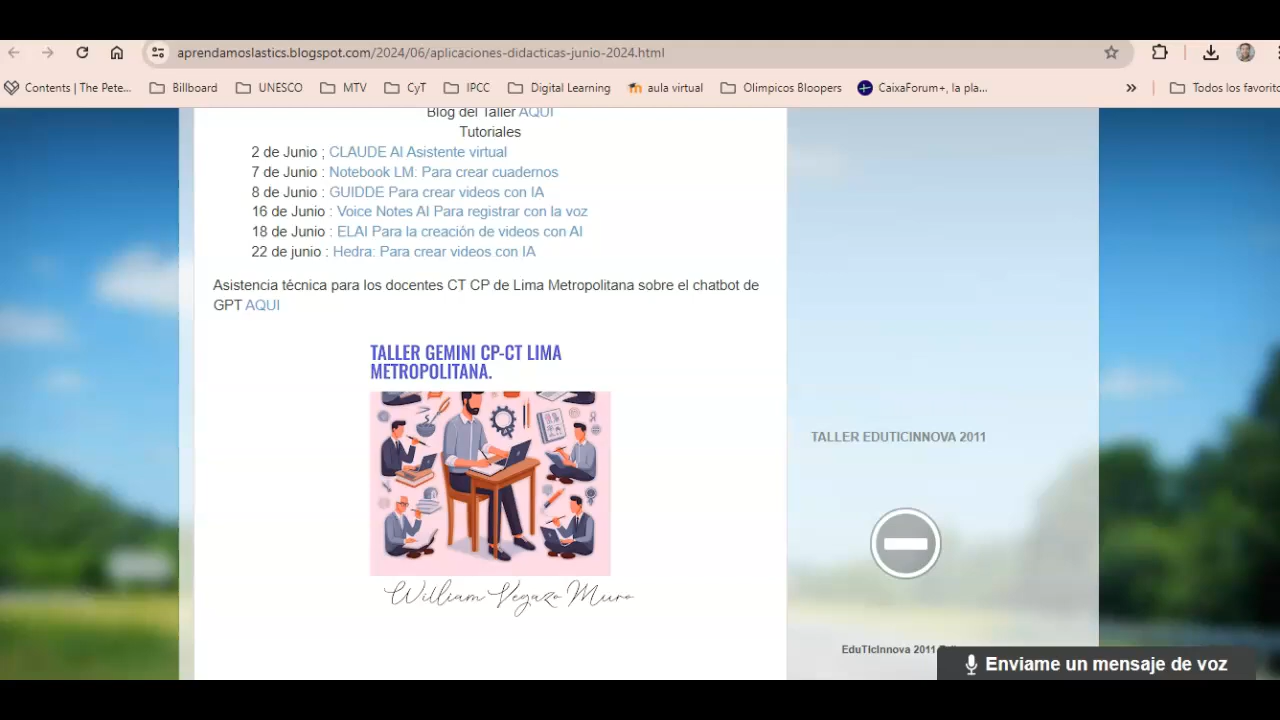 aprendamoslastics.blogspot.com/2024/06/aplicaciones-didacticas-junio-2024.html
Contents | The Pete... Billboard UNESCO MTV CyT IPCC Digital Learning aula virtual Olimpicos Bloopers CaixaForum+, la pla... » Todos los favorito
Blog del Taller AQUI
Tutoriales
2 de Junio ; CLAUDE AI Asistente virtual
7 de Junio : Notebook LM: Para crear cuadernos
8 de Junio : GUIDDE Para crear videos con IA
16 de Junio : Voice Notes AI Para registrar con la voz
18 de Junio : ELAI Para la creación de videos con AI
22 de junio : Hedra: Para crear videos con IA
Asistencia técnica para los docentes CT CP de Lima Metropolitana sobre el chatbot de
GPT AQUI
TALLER GEMINI CP-CT LIMA
METROPOLITANA.
William Vegazo Muro
TALLER EDUTICINNOVA 2011
EduTIcInnova 2011
Enviame un mensaje de voz